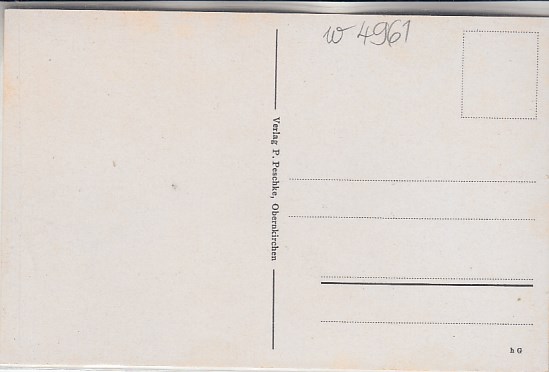 w 4961
Verlag P. Peschke, Obernkirchen
h G